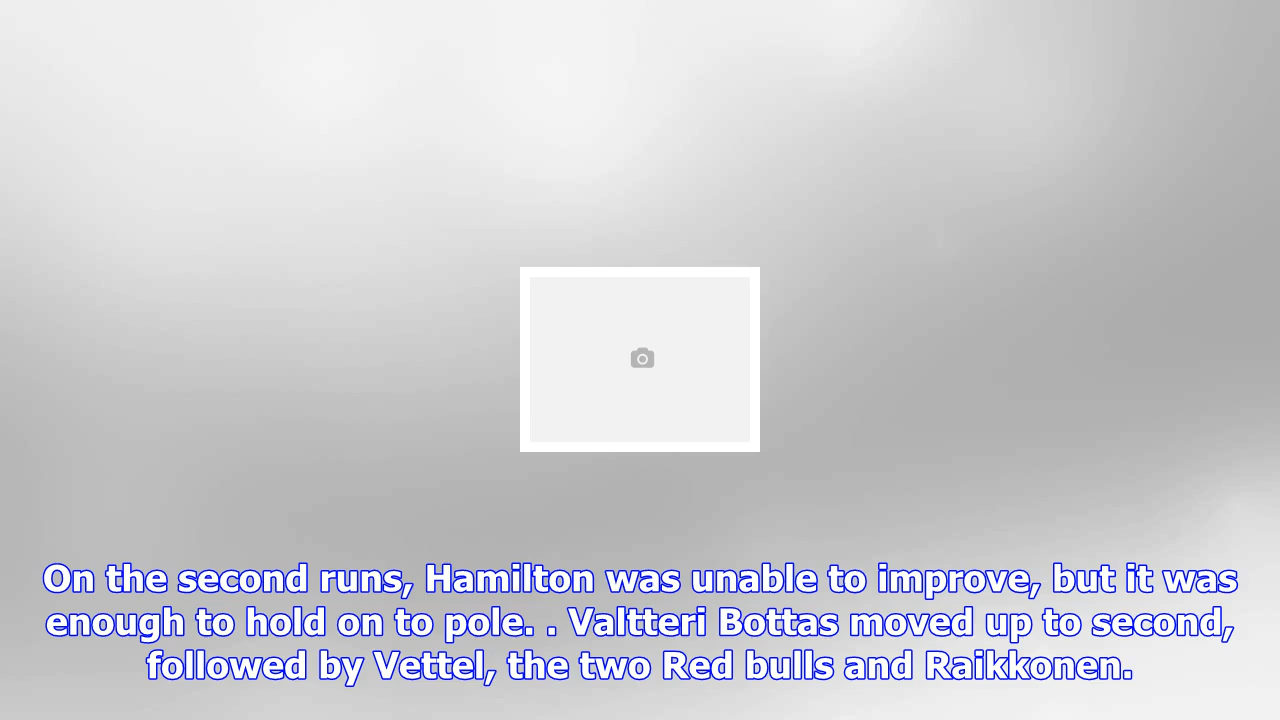 On the second runs, Hamilton was unable to improve, but it was
enough to hold on to pole. . Valtteri Bottas moved up to second,
followed by Vettel, the two Red bulls and Raikkonen.